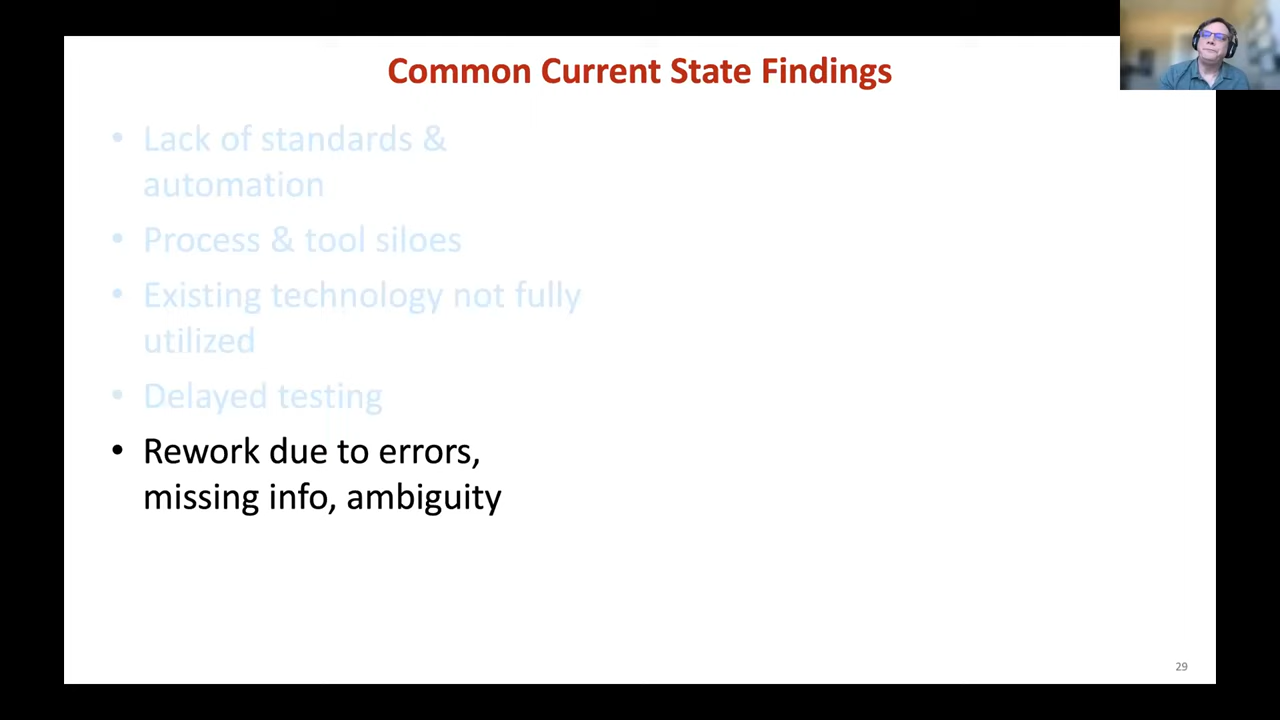 Common Current State Findings
• Lack of standards &
automation
• Process & tool siloes
• Existing technology not fully
utilized
• Delayed testing
• Rework due to errors,
missing info, ambiguity
29